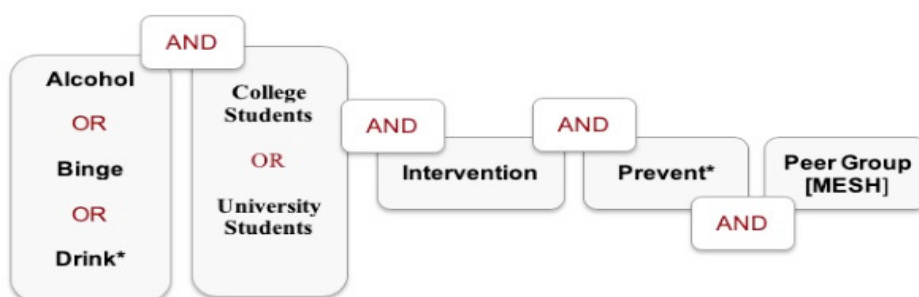 AND
Alcohol
OR
Binge
OR
Drink*
College
Students
OR
University
Students
AND
Intervention
AND
Prevent*
AND
Peer Group
[MESH]